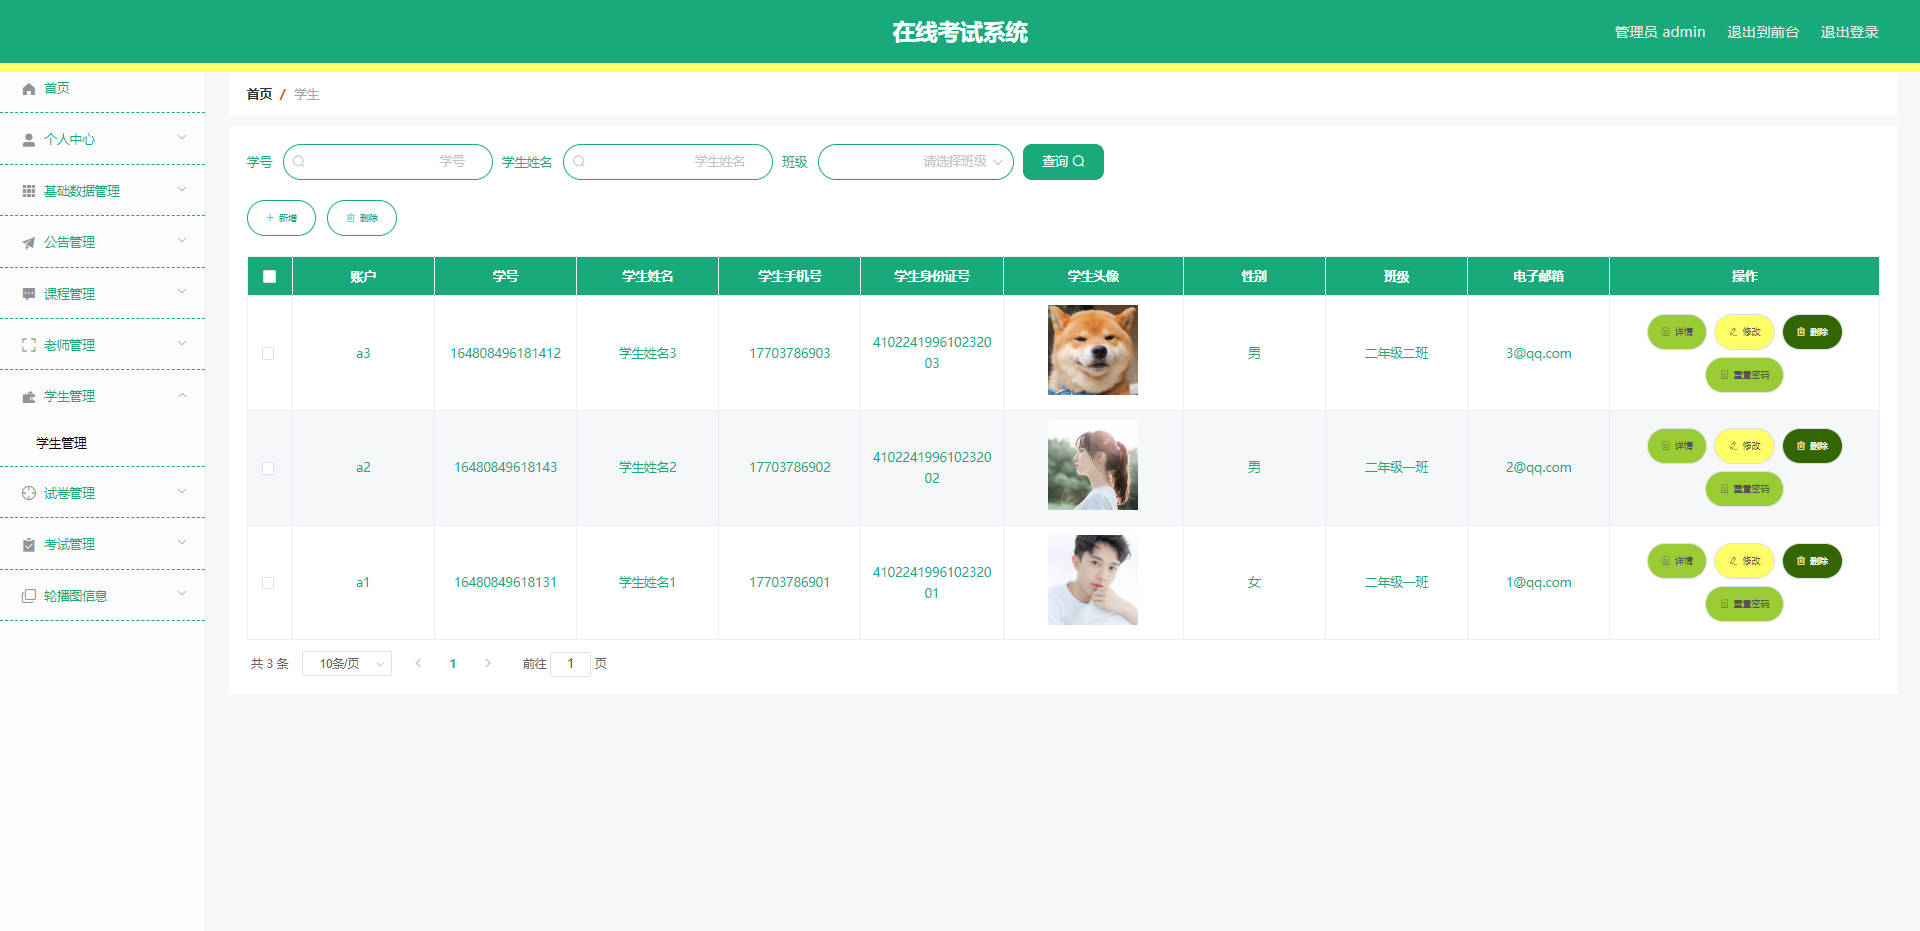 在线考试系统
管理员 admin 退出到前台 退出登录
首页
个人中心
基础数据管理
公告管理
课程管理
老师管理
学生管理
学生管理
试卷管理
考试管理
轮播图信息
首页 / 学生
学号 学号 学生姓名 学生姓名 班级 请选择班级 查询
新增 删除
账户 学号 学生姓名 学生手机号 学生身份证号 学生头像 性别 班级 电子邮箱 操作
a3 164808496181412 学生姓名3 17703786903 410224199610232003 男 二年级二班 3@qq.com 详情 修改 删除
重置密码
a2 16480849618143 学生姓名2 17703786902 410224199610232002 男 二年级一班 2@qq.com 详情 修改 删除
重置密码
a1 16480849618131 学生姓名1 17703786901 410224199610232001 女 二年级一班 1@qq.com 详情 修改 删除
重置密码
共 3 条 10条/页 1 前往 1 页